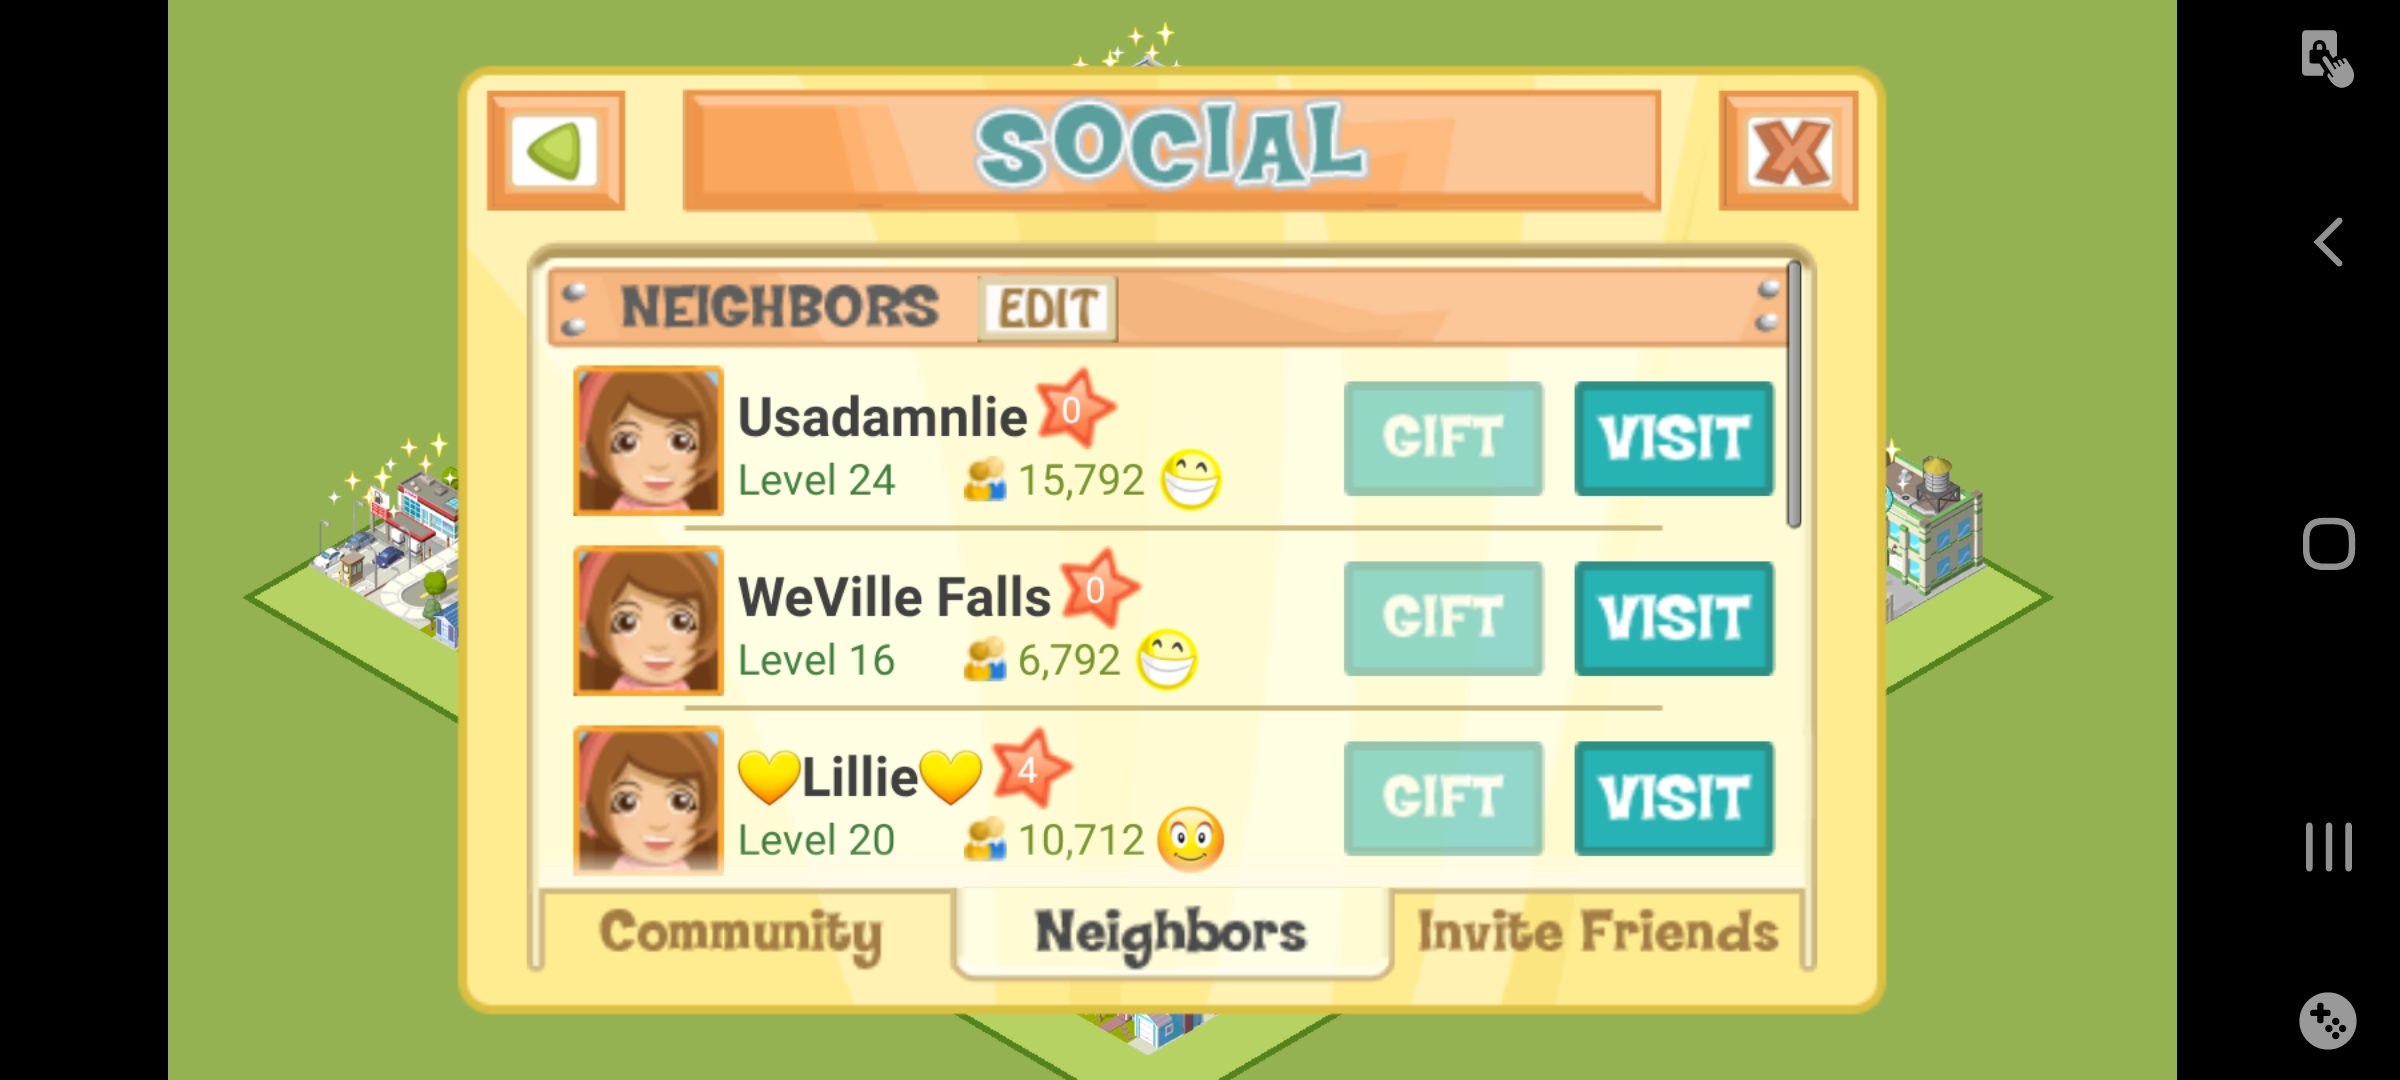 SOCIAL
NEIGHBORS EDIT
Usadamnlie 0
Level 24 15,792
GIFT VISIT
WeVille Falls 0
Level 16 6,792
GIFT VISIT
💛Lillie💛 4
Level 20 10,712
GIFT VISIT
Community Neighbors Invite Friends